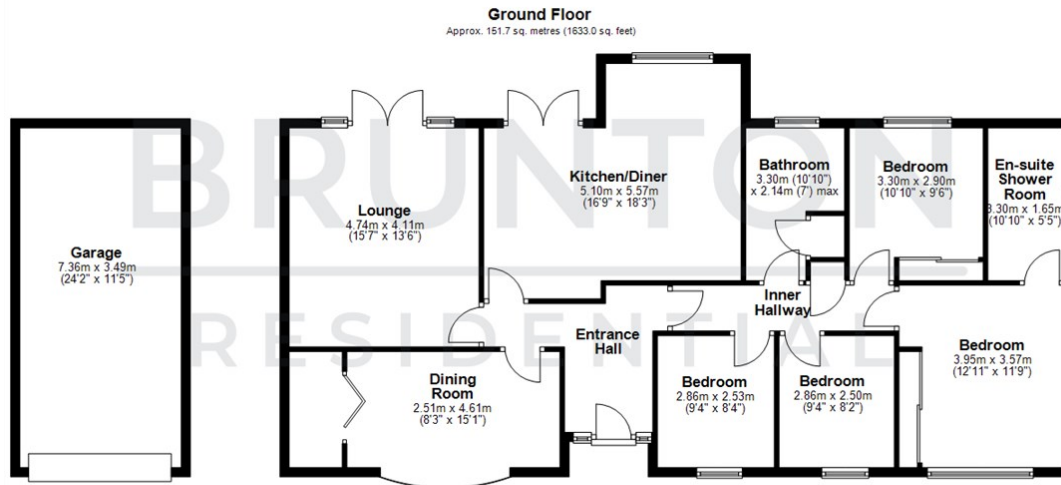 Ground Floor
Approx. 151.7 sq. metres (1633.0 sq. feet)
BRUNTON
RESIDENTIAL
Garage
7.36m x 3.49m
(24'2" x 11'5")
Lounge
4.74m x 4.11m
(15'7" x 13'6")
Kitchen/Diner
5.10m x 5.57m
(16'9" x 18'3")
Bathroom
3.30m (10'10")
x 2.14m (7') max
Bedroom
3.30m x 2.90m
(10'10" x 9'6")
En-suite
Shower
Room
3.30m x 1.65m
(10'10" x 5'5")
Inner
Hallway
Entrance
Hall
Dining
Room
2.51m x 4.61m
(8'3" x 15'1")
Bedroom
2.86m x 2.53m
(9'4" x 8'4")
Bedroom
2.86m x 2.50m
(9'4" x 8'2")
Bedroom
3.95m x 3.57m
(12'11" x 11'9")